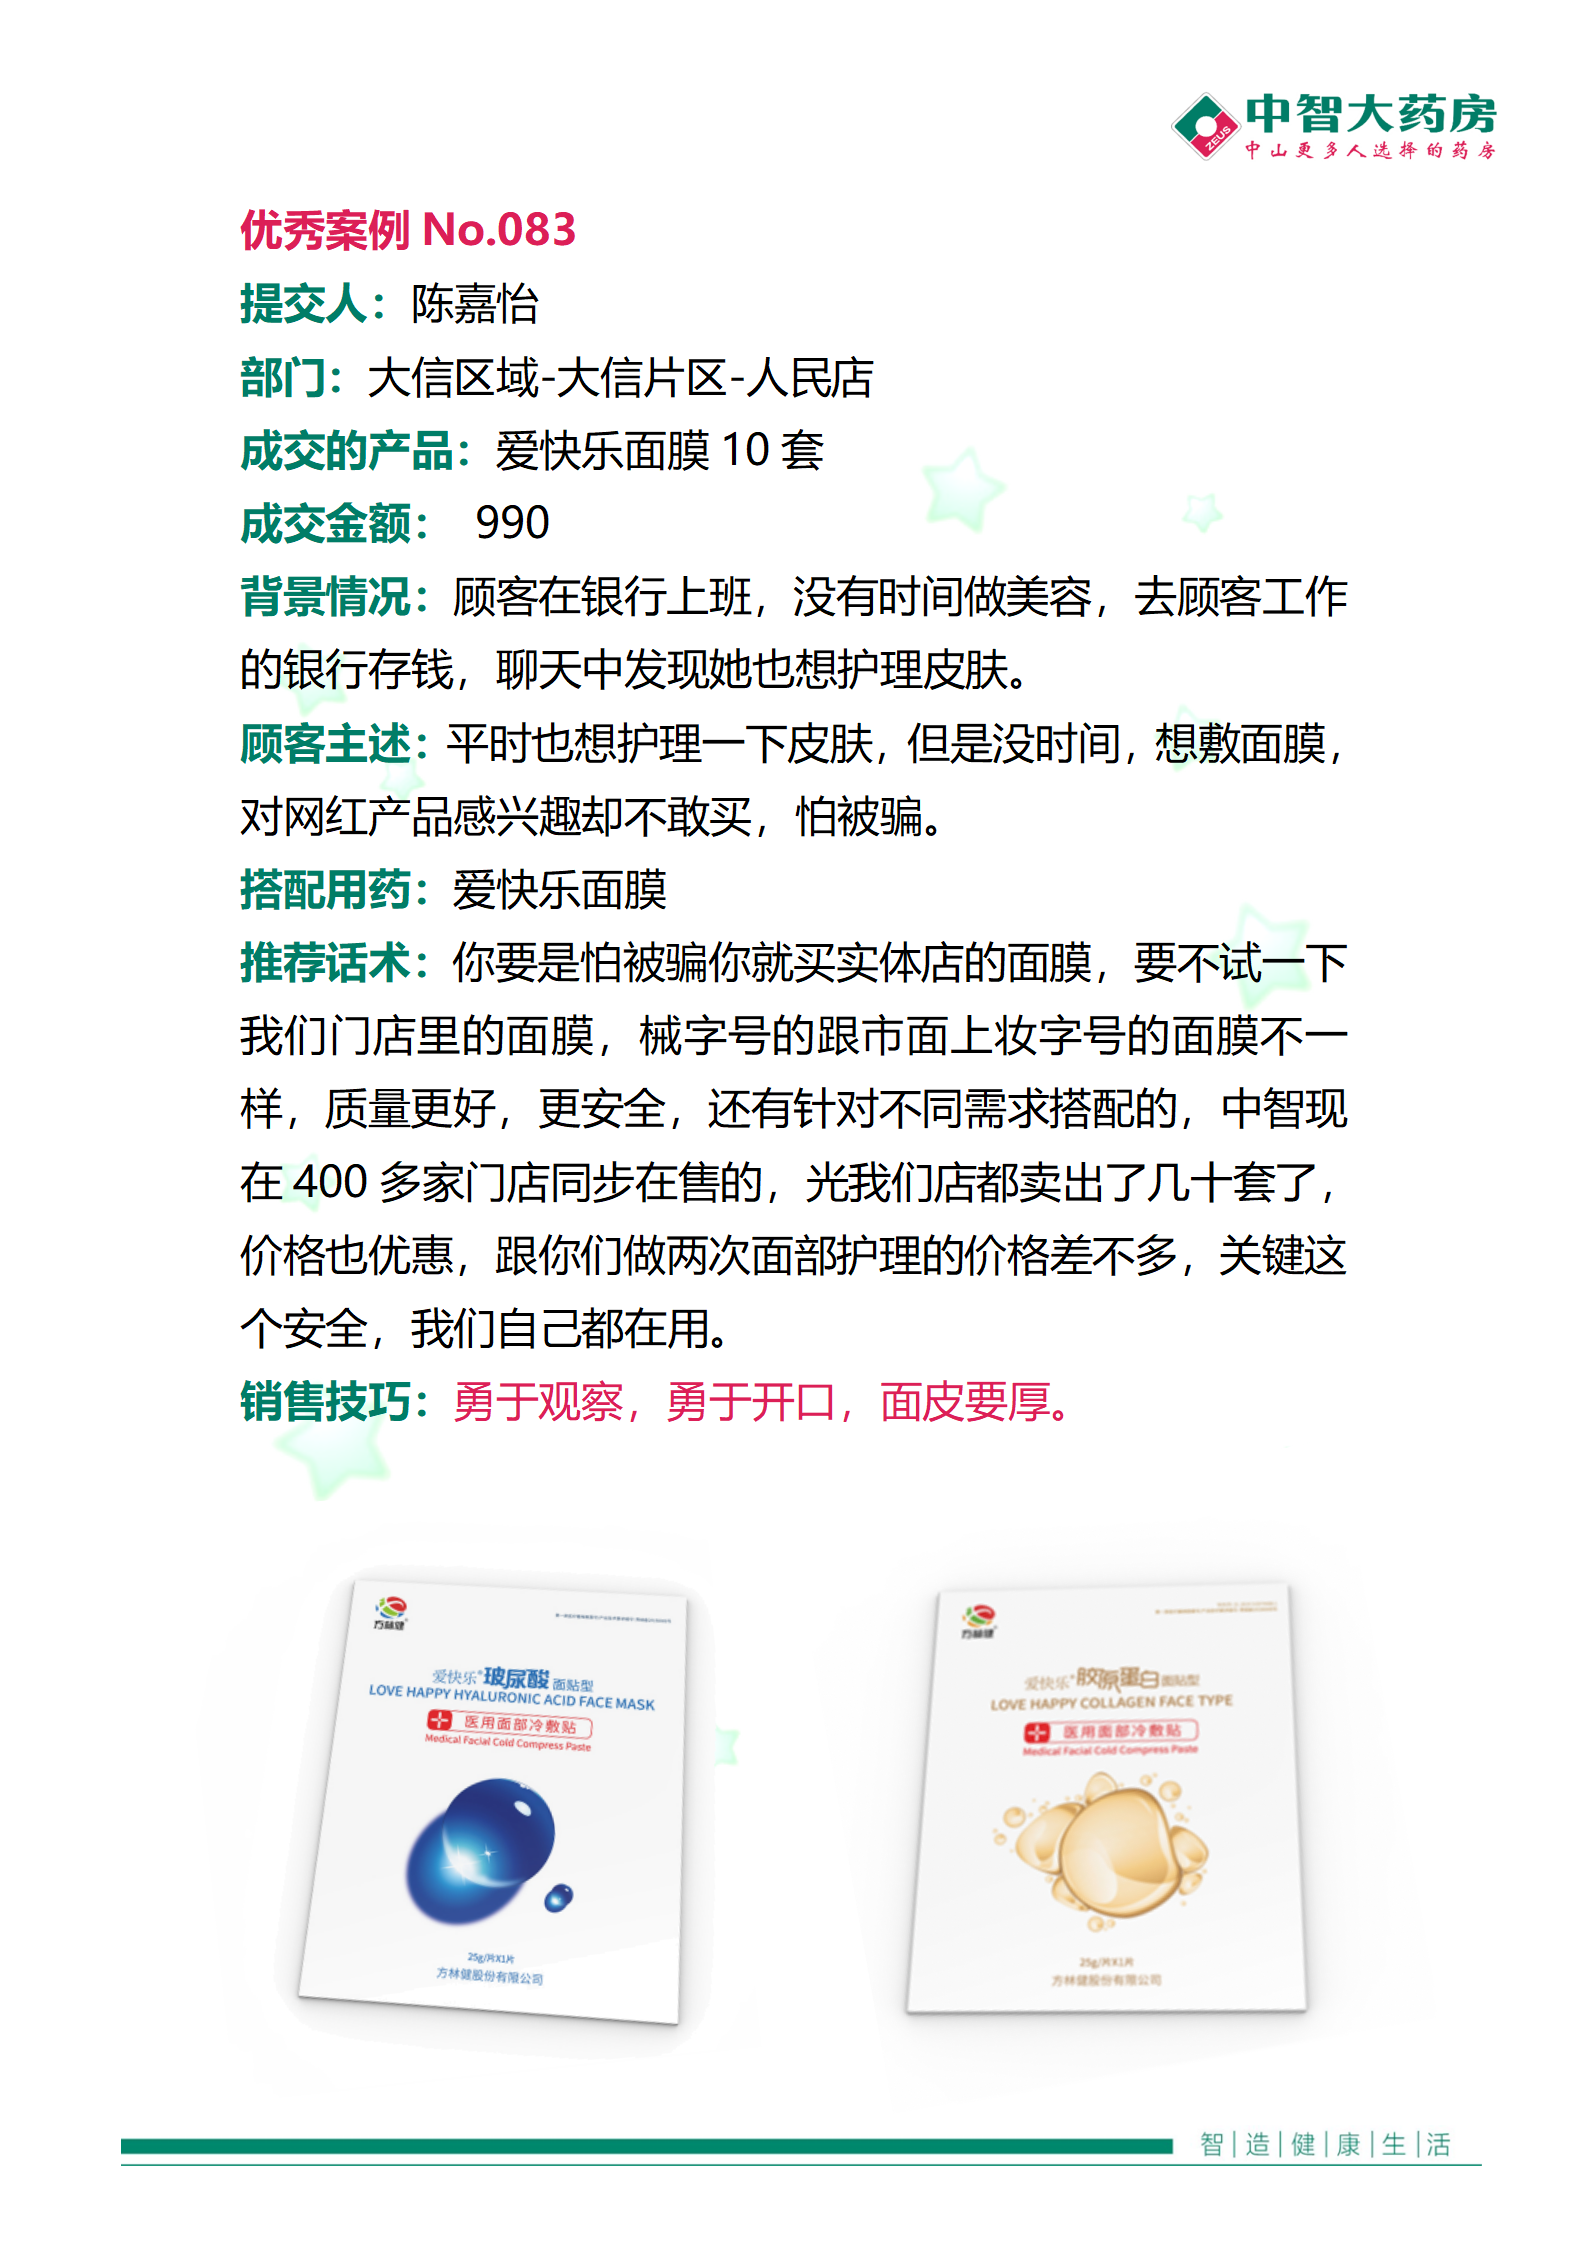 中智大药房
ZEUS
中山更多人选择的药房
优秀案例 No.083
提交人：陈嘉怡
部门：大信区域-大信片区-人民店
成交的产品：爱快乐面膜 10 套
成交金额： 990
背景情况：顾客在银行上班，没有时间做美容，去顾客工作
的银行存钱，聊天中发现她也想护理皮肤。
顾客主述：平时也想护理一下皮肤，但是没时间，想敷面膜，
对网红产品感兴趣却不敢买，怕被骗。
搭配用药：爱快乐面膜
推荐话术：你要是怕被骗你就买实体店的面膜，要不试一下
我们门店里的面膜，械字号的跟市面上妆字号的面膜不一
样，质量更好，更安全，还有针对不同需求搭配的，中智现
在 400 多家门店同步在售的，光我们店都卖出了几十套了，
价格也优惠，跟你们做两次面部护理的价格差不多，关键这
个安全，我们自己都在用。
销售技巧：勇于观察，勇于开口，面皮要厚。
方林健
爱快乐®玻尿酸 面贴型
LOVE HAPPY HYALURONIC ACID FACE MASK
医用面部冷敷贴
Medical Facial Cold Compress Paste
25g/片X1片
方林健股份有限公司
方林健
爱快乐®胶原蛋白面贴型
LOVE HAPPY COLLAGEN FACE TYPE
医用面部冷敷贴
Medical Facial Cold Compress Paste
25g/片X1片
方林健股份有限公司
智|造|健|康|生|活